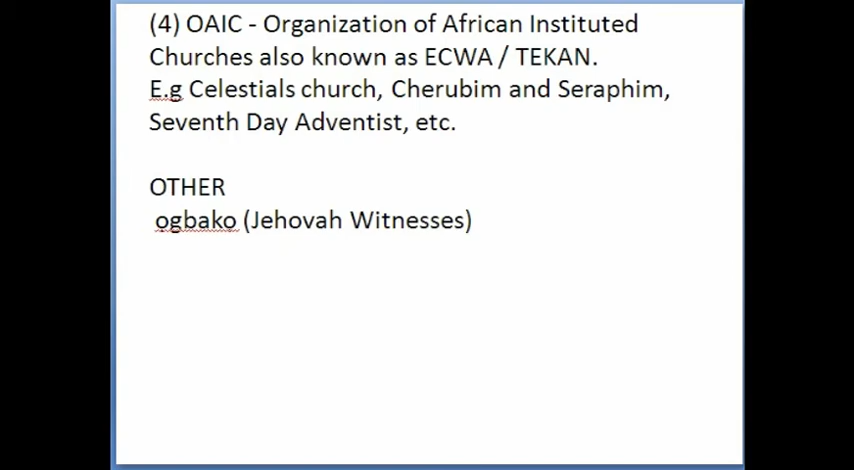 (4) OAIC - Organization of African Instituted
Churches also known as ECWA / TEKAN.
E.g Celestials church, Cherubim and Seraphim,
Seventh Day Adventist, etc.
OTHER
ọgbakọ (Jehovah Witnesses)